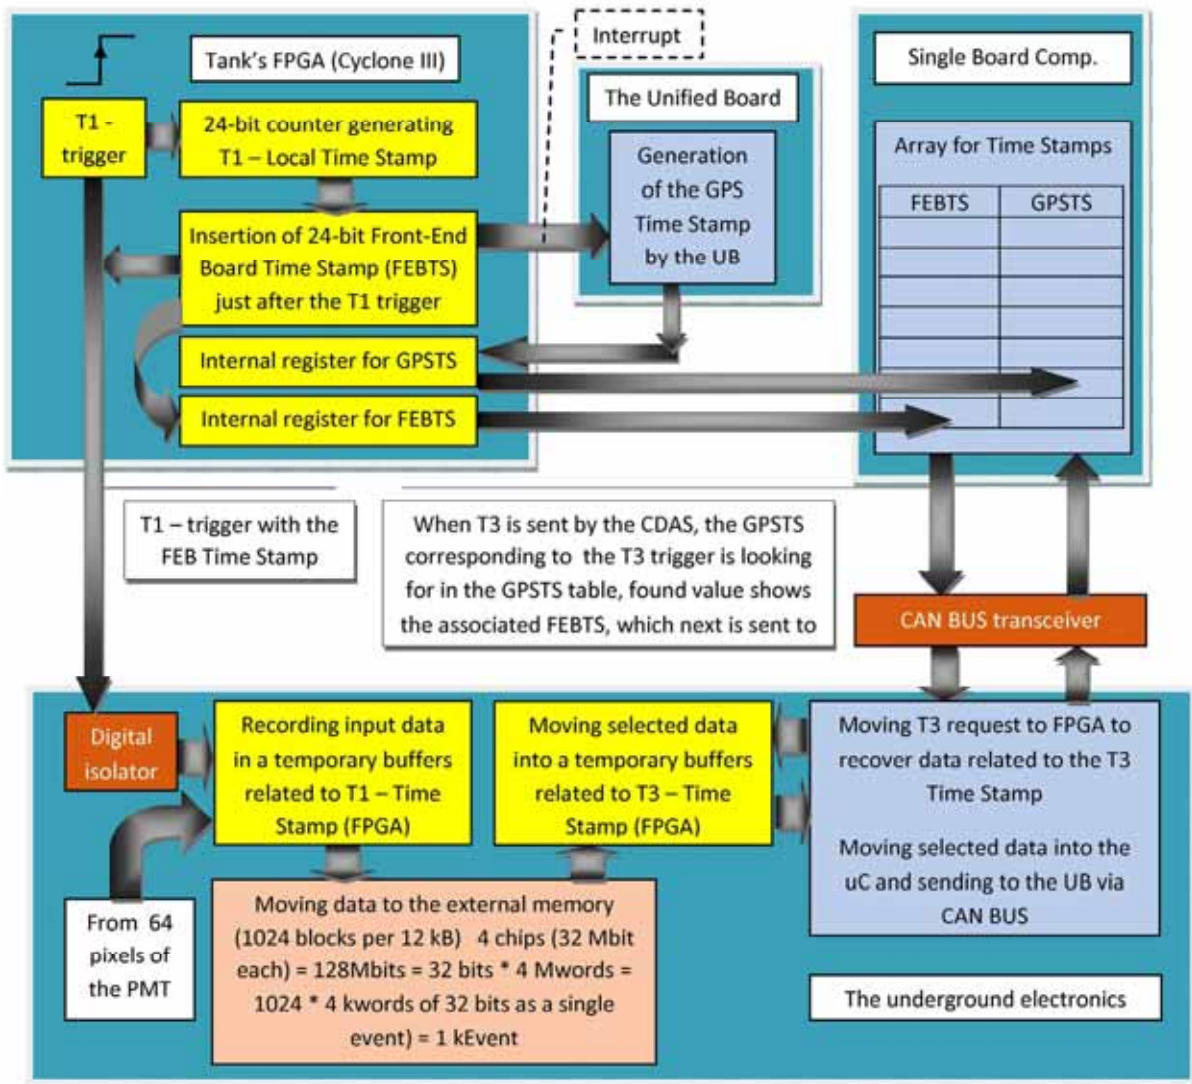 Interrupt
Tank's FPGA (Cyclone III)
T1 -
trigger
24-bit counter generating
T1 – Local Time Stamp
Insertion of 24-bit Front-End
Board Time Stamp (FEBTS)
just after the T1 trigger
Internal register for GPSTS
Internal register for FEBTS
The Unified Board
Generation
of the GPS
Time Stamp
by the UB
Single Board Comp.
Array for Time Stamps
FEBTS GPSTS
T1 – trigger with the
FEB Time Stamp
When T3 is sent by the CDAS, the GPSTS
corresponding to the T3 trigger is looking
for in the GPSTS table, found value shows
the associated FEBTS, which next is sent to
CAN BUS transceiver
Digital
isolator
Recording input data
in a temporary buffers
related to T1 – Time
Stamp (FPGA)
Moving selected data
into a temporary buffers
related to T3 – Time
Stamp (FPGA)
Moving T3 request to FPGA to
recover data related to the T3
Time Stamp
Moving selected data into the
uC and sending to the UB via
CAN BUS
From 64
pixels of
the PMT
Moving data to the external memory
(1024 blocks per 12 kB) 4 chips (32 Mbit
each) = 128Mbits = 32 bits * 4 Mwords =
1024 * 4 kwords of 32 bits as a single
event) = 1 kEvent
The underground electronics